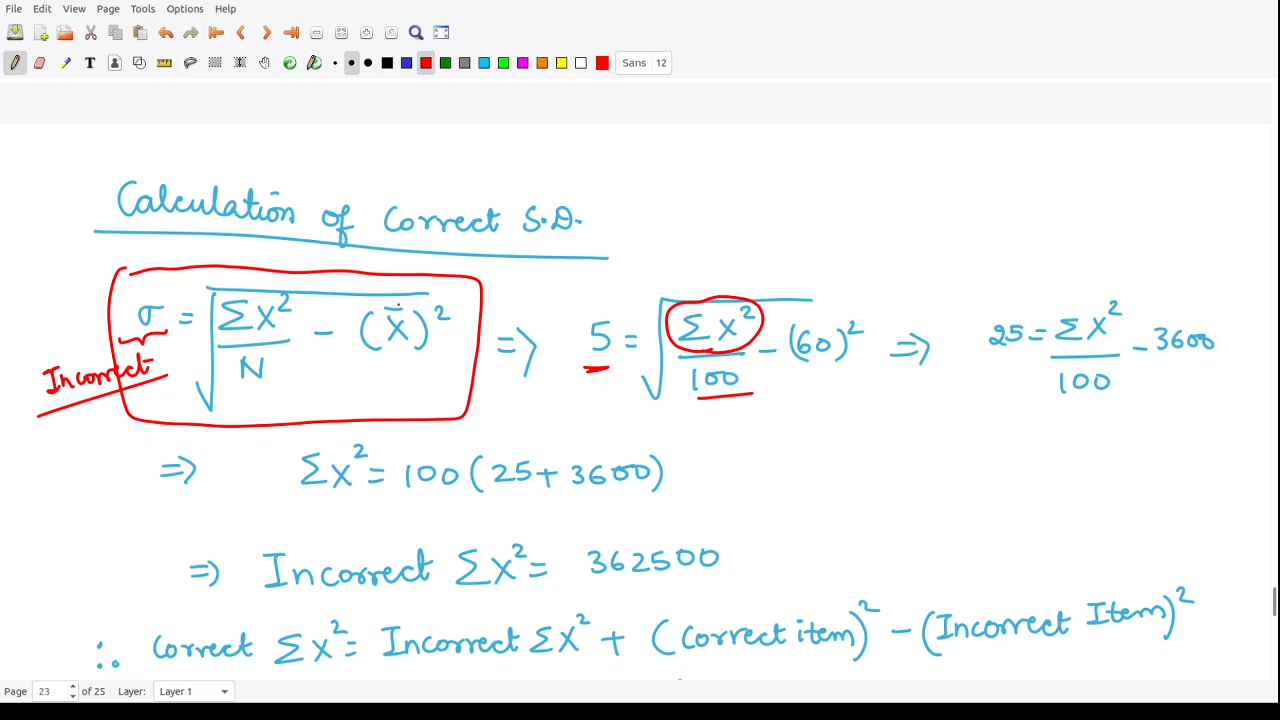 File Edit View Page Tools Options Help
Sans 12
Calculation of Correct S.D.
σ = √(ΣX²/N - (X̄)²) => 5 = √(ΣX²/100 - (60)²) => 25 = ΣX²/100 - 3600
Incorrect
=> ΣX² = 100 (25 + 3600)
=> Incorrect ΣX² = 362500
∴ Correct ΣX² = Incorrect ΣX² + (Correct item)² - (Incorrect Item)²
Page 23 of 25 Layer: Layer 1